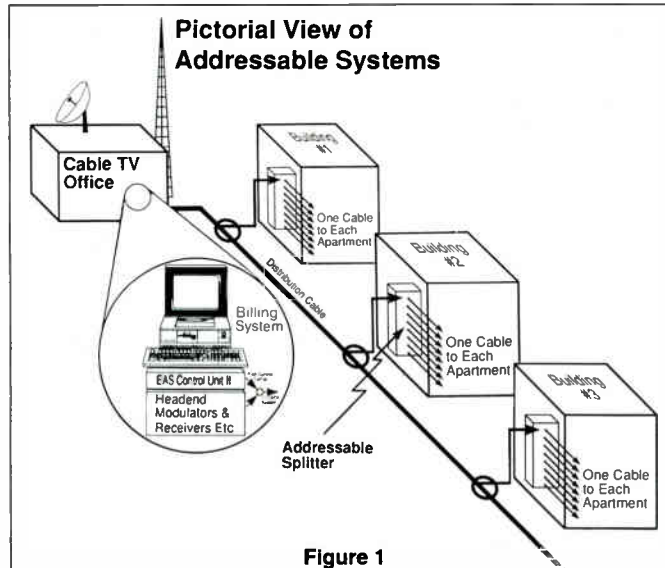 Pictorial View of
Addressable Systems
Cable TV
Office
Building
#1
One Cable
to Each
Apartment
Distribution Cable
Building
#2
One Cable
to Each
Apartment
Billing
System
EAS Control Unit II
Headend
Modulators &
Receivers Etc
Addressable
Splitter
Building
#3
One Cable
to Each
Apartment
Figure 1